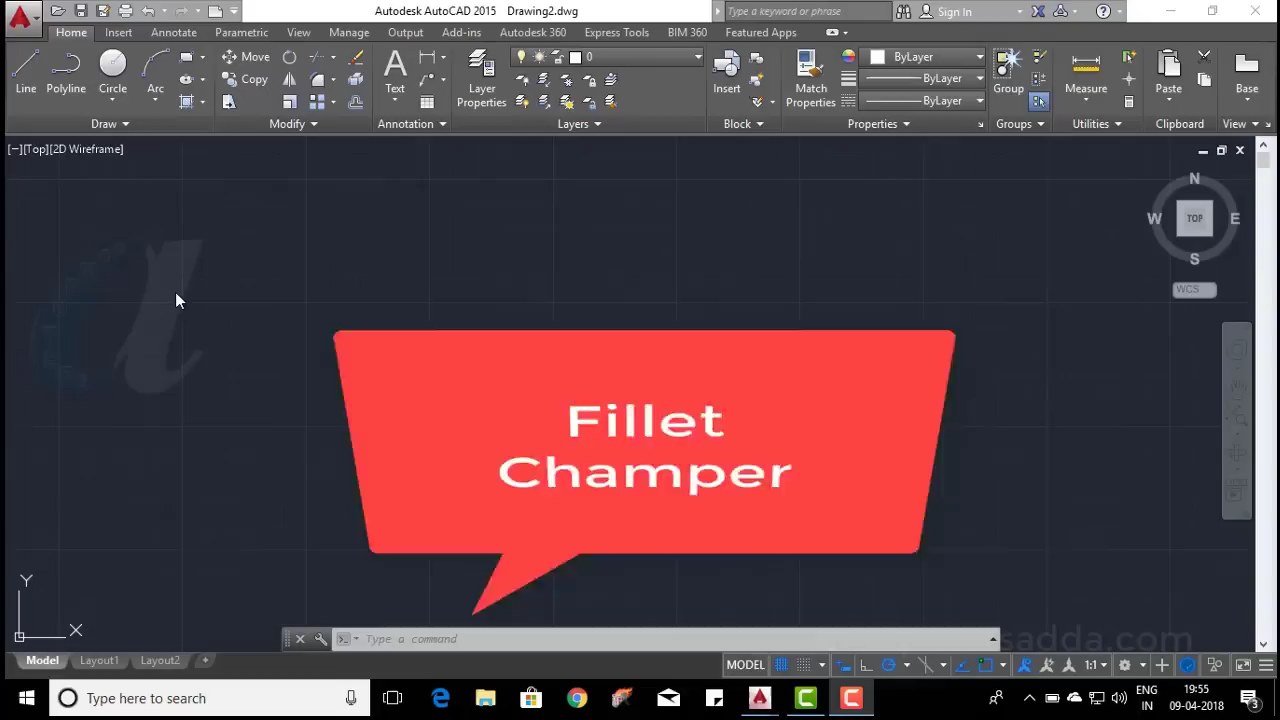 Autodesk AutoCAD 2015 Drawing2.dwg
Type a keyword or phrase
Sign In
Home Insert Annotate Parametric View Manage Output Add-ins Autodesk 360 Express Tools BIM 360 Featured Apps
Line Polyline Circle Arc
Move
Copy
Text
Layer Properties
0
Insert
Match Properties
ByLayer
ByLayer
ByLayer
Group
Measure
Paste
Base
Draw Modify Annotation Layers Block Properties Groups Utilities Clipboard View
[−][Top][2D Wireframe]
N
W TOP E
S
WCS
Fillet
Champer
Y
X
Type a command
sadda.com
Model Layout1 Layout2 +
MODEL 1:1
Type here to search
ENG 19:55
IN 09-04-2018
3